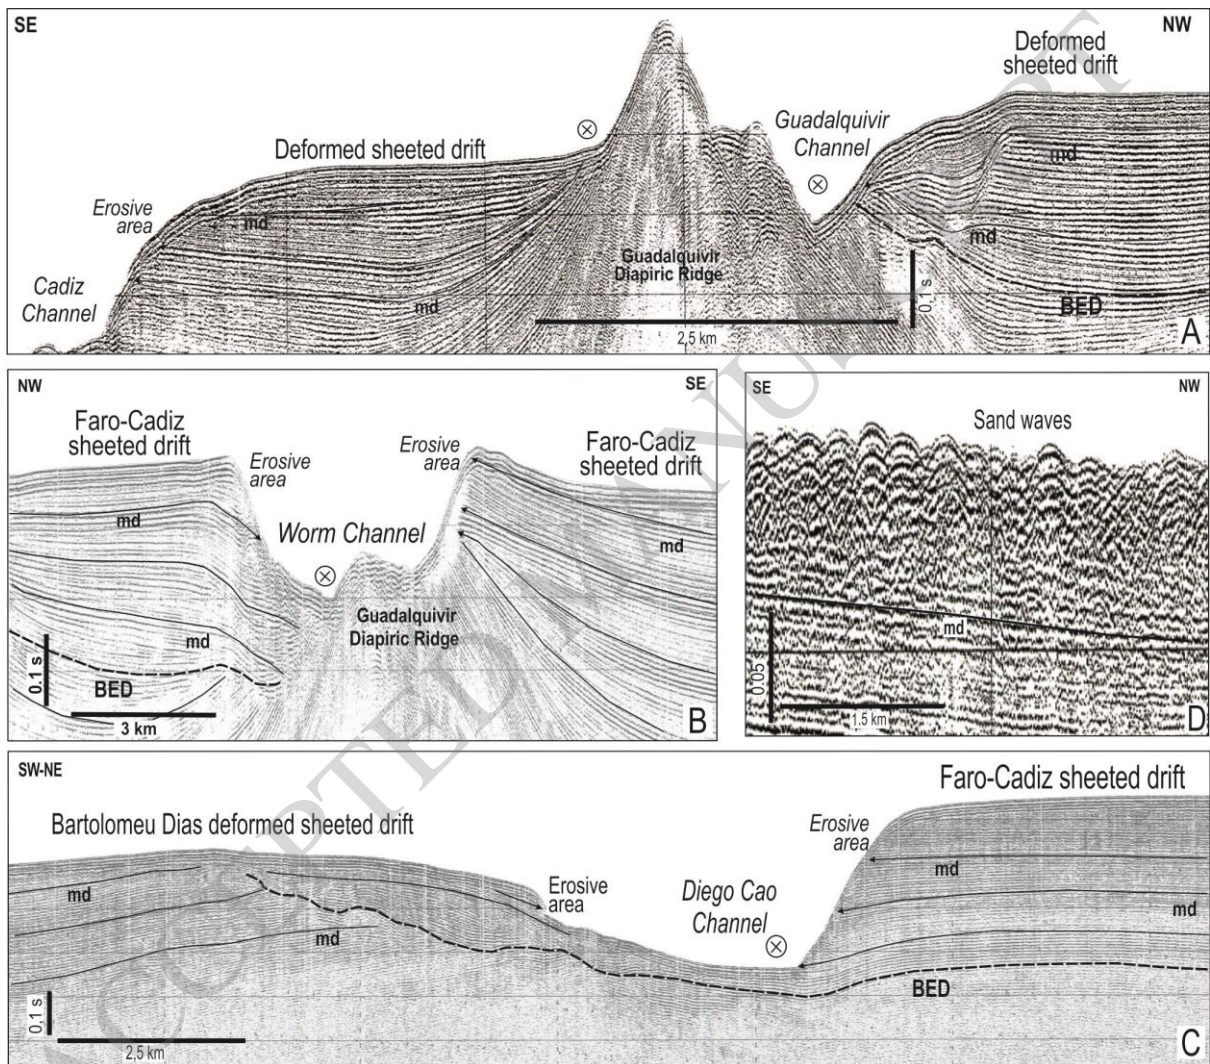 SE
NW
Deformed
sheeted drift
Guadalquivir
Channel
Deformed sheeted drift
md
Erosive
area
md
md
Cadiz
Channel
Guadalquivir
Diapiric Ridge
md
0.1 s
BED
2,5 km
A
NW
SE
Faro-Cadiz
sheeted drift
Erosive
area
Erosive
area
Faro-Cadiz
sheeted drift
md
Worm Channel
md
Guadalquivir
Diapiric Ridge
md
0.1 s
BED
3 km
B
SE
NW
Sand waves
md
0.05 s
1.5 km
D
SW-NE
Faro-Cadiz sheeted drift
Bartolomeu Dias deformed sheeted drift
Erosive
area
md
md
Erosive
area
Diego Cao
Channel
md
md
BED
0.1 s
2,5 km
C
ACCEPTED MANUSCRIPT